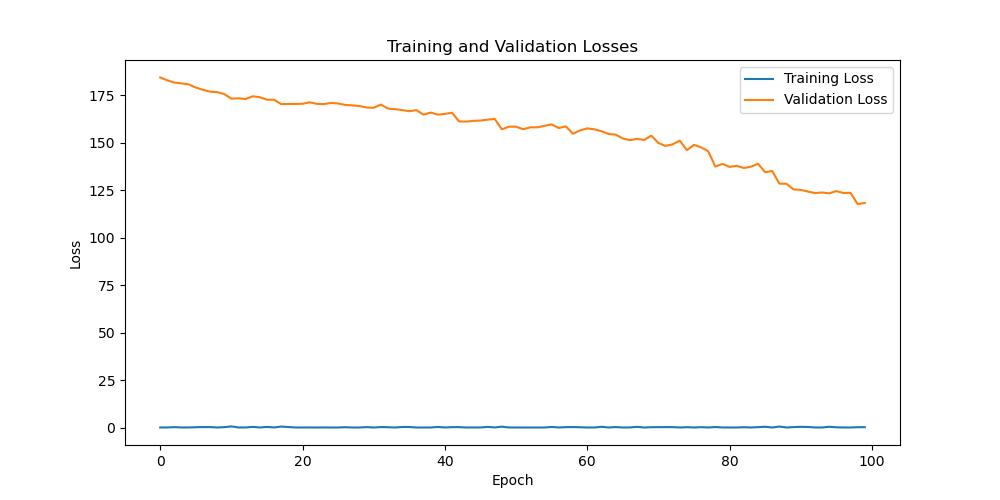 Training and Validation Losses
Training Loss
Validation Loss
175
150
125
100
75
50
25
0
Loss
0 20 40 60 80 100
Epoch